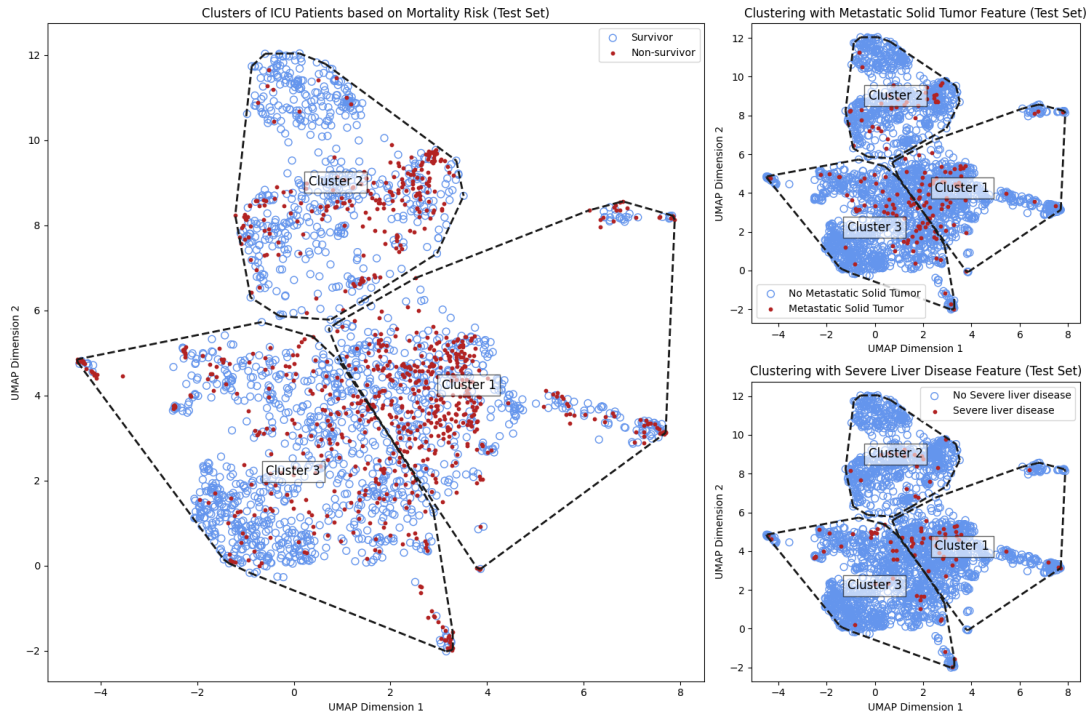 Clusters of ICU Patients based on Mortality Risk (Test Set)
Survivor
Non-survivor
Cluster 2
Cluster 1
Cluster 3
12
10
8
6
4
2
0
−2
UMAP Dimension 2
−4
−2
0
2
4
6
8
UMAP Dimension 1
Clustering with Metastatic Solid Tumor Feature (Test Set)
Cluster 2
Cluster 1
Cluster 3
No Metastatic Solid Tumor
Metastatic Solid Tumor
12
10
8
6
4
2
0
−2
UMAP Dimension 2
−4
−2
0
2
4
6
8
UMAP Dimension 1
Clustering with Severe Liver Disease Feature (Test Set)
No Severe liver disease
Severe liver disease
Cluster 2
Cluster 1
Cluster 3
12
10
8
6
4
2
0
−2
UMAP Dimension 2
−4
−2
0
2
4
6
8
UMAP Dimension 1